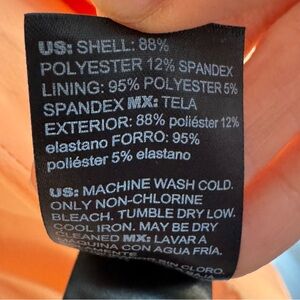 US: SHELL: 88%
POLYESTER 12% SPANDEX
LINING: 95% POLYESTER 5%
SPANDEX MX: TELA
EXTERIOR: 88% poliéster 12%
elastano FORRO: 95%
poliéster 5% elastano
US: MACHINE WASH COLD.
ONLY NON-CHLORINE
BLEACH. TUMBLE DRY LOW.
COOL IRON. MAY BE DRY
CLEANED MX: LAVAR A
MAQUINA CON AGUA FRÍA.
SIN CLORO.